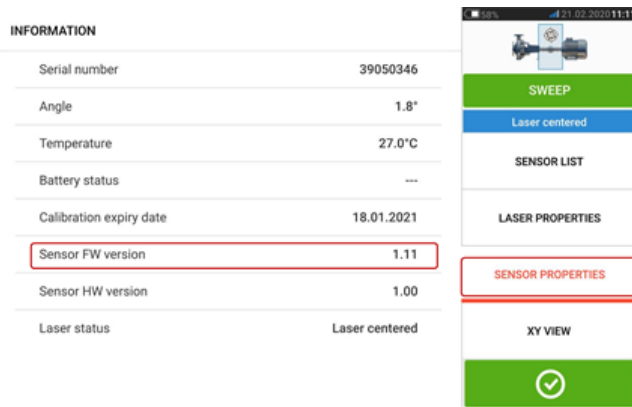 58% 21.02.2020 11:11
INFORMATION
Serial number 39050346
Angle 1.8°
Temperature 27.0°C
Battery status ---
Calibration expiry date 18.01.2021
Sensor FW version 1.11
Sensor HW version 1.00
Laser status Laser centered
SWEEP
Laser centered
SENSOR LIST
LASER PROPERTIES
SENSOR PROPERTIES
XY VIEW